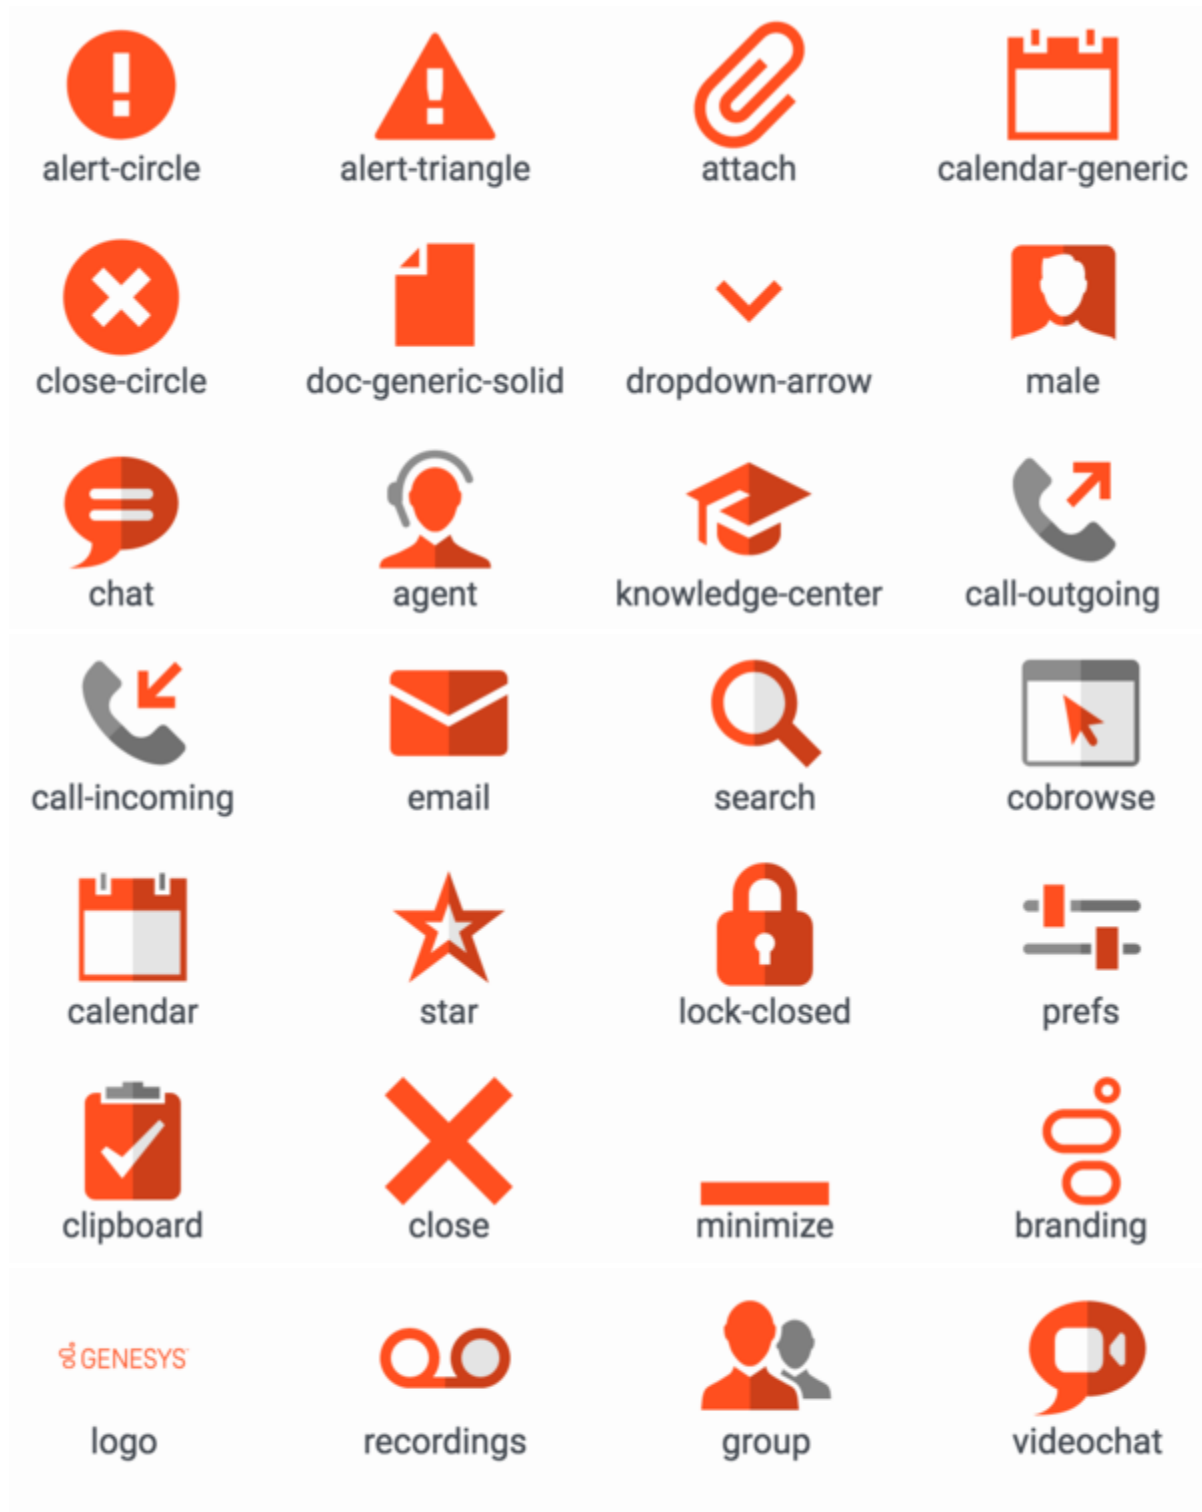 alert-circle
alert-triangle
attach
calendar-generic
close-circle
doc-generic-solid
dropdown-arrow
male
chat
agent
knowledge-center
call-outgoing
call-incoming
email
search
cobrowse
calendar
star
lock-closed
prefs
clipboard
close
minimize
branding
GENESYS
logo
recordings
group
videochat